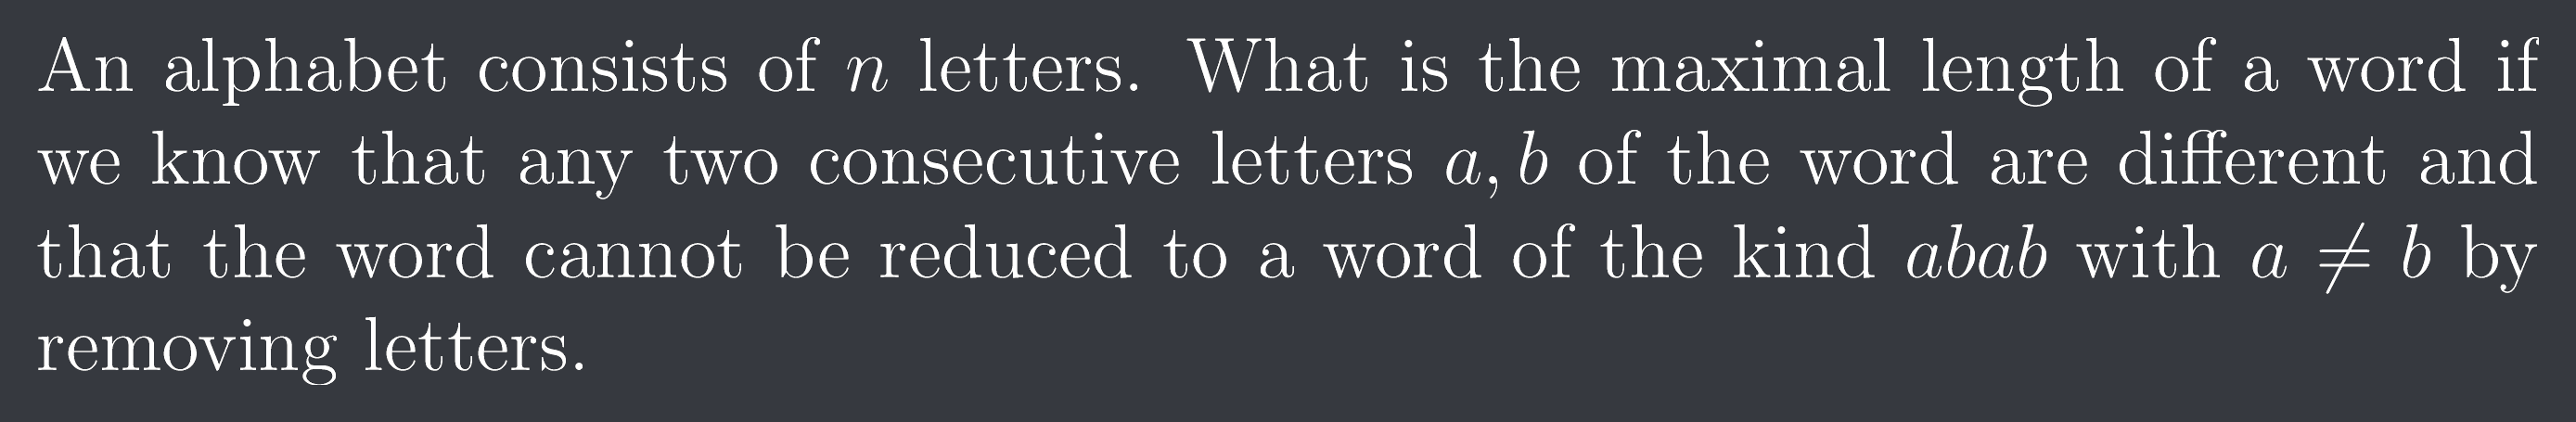 An alphabet consists of n letters. What is the maximal length of a word if
we know that any two consecutive letters a, b of the word are different and
that the word cannot be reduced to a word of the kind abab with a ≠ b by
removing letters.